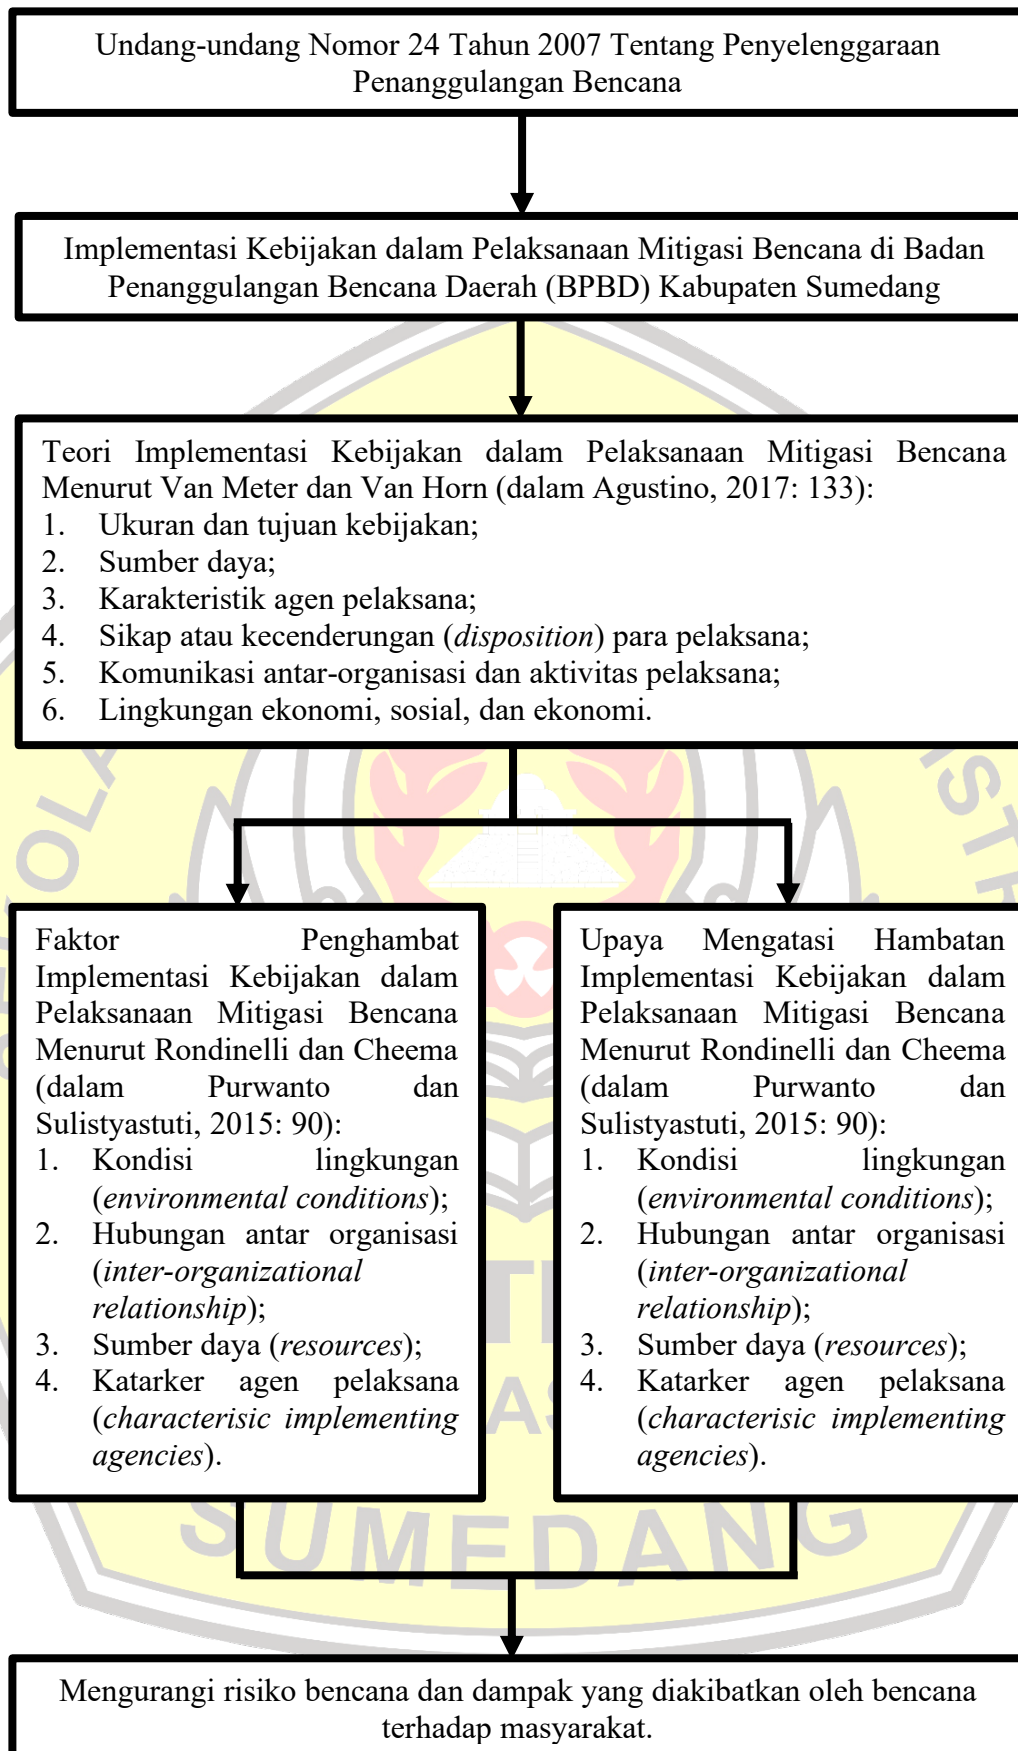 Undang-undang Nomor 24 Tahun 2007 Tentang Penyelenggaraan
Penanggulangan Bencana
Implementasi Kebijakan dalam Pelaksanaan Mitigasi Bencana di Badan
Penanggulangan Bencana Daerah (BPBD) Kabupaten Sumedang
Teori Implementasi Kebijakan dalam Pelaksanaan Mitigasi Bencana
Menurut Van Meter dan Van Horn (dalam Agustino, 2017: 133):
1. Ukuran dan tujuan kebijakan;
2. Sumber daya;
3. Karakteristik agen pelaksana;
4. Sikap atau kecenderungan (disposition) para pelaksana;
5. Komunikasi antar-organisasi dan aktivitas pelaksana;
6. Lingkungan ekonomi, sosial, dan ekonomi.
Faktor Penghambat
Implementasi Kebijakan dalam
Pelaksanaan Mitigasi Bencana
Menurut Rondinelli dan Cheema
(dalam Purwanto dan
Sulistyastuti, 2015: 90):
1. Kondisi lingkungan
(environmental conditions);
2. Hubungan antar organisasi
(inter-organizational
relationship);
3. Sumber daya (resources);
4. Katarker agen pelaksana
(characterisic implementing
agencies).
Upaya Mengatasi Hambatan
Implementasi Kebijakan dalam
Pelaksanaan Mitigasi Bencana
Menurut Rondinelli dan Cheema
(dalam Purwanto dan
Sulistyastuti, 2015: 90):
1. Kondisi lingkungan
(environmental conditions);
2. Hubungan antar organisasi
(inter-organizational
relationship);
3. Sumber daya (resources);
4. Katarker agen pelaksana
(characterisic implementing
agencies).
SUMEDANG
Mengurangi risiko bencana dan dampak yang diakibatkan oleh bencana
terhadap masyarakat.